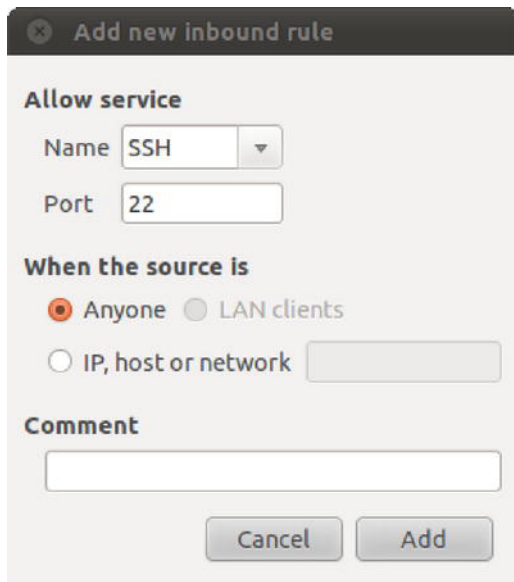 Add new inbound rule
Allow service
Name SSH
Port 22
When the source is
Anyone LAN clients
IP, host or network
Comment
Cancel Add